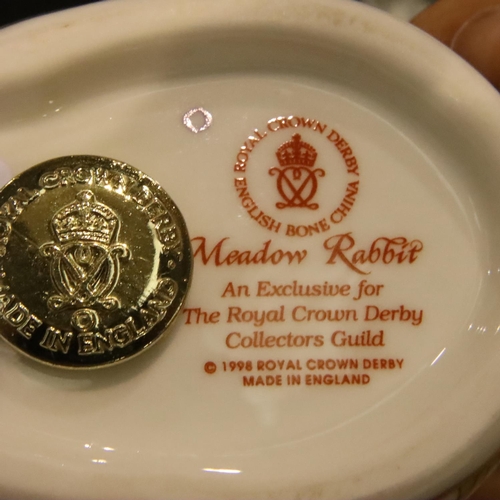 ROYAL CROWN DERBY
MADE IN ENGLAND
ROYAL CROWN DERBY
ENGLISH BONE CHINA
Meadow Rabbit
An Exclusive for
The Royal Crown Derby
Collectors Guild
© 1998 ROYAL CROWN DERBY
MADE IN ENGLAND